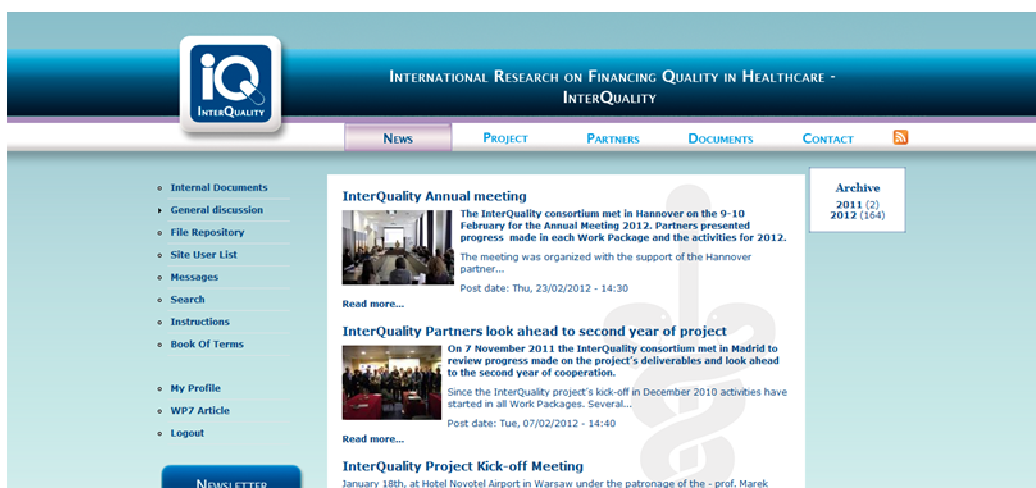 iQ
InterQuality
International Research on Financing Quality in Healthcare -
InterQuality
News Project Partners Documents Contact
Internal Documents
General discussion
File Repository
Site User List
Messages
Search
Instructions
Book Of Terms
My Profile
WP7 Article
Logout
Newsletter
InterQuality Annual meeting
The InterQuality consortium met in Hannover on the 9-10
February for the Annual Meeting 2012. Partners presented
progress made in each Work Package and the activities for 2012.
The meeting was organized with the support of the Hannover
partner...
Post date: Thu, 23/02/2012 - 14:30
Read more...
InterQuality Partners look ahead to second year of project
On 7 November 2011 the InterQuality consortium met in Madrid to
review progress made on the project's deliverables and look ahead
to the second year of cooperation.
Since the InterQuality project's kick-off in December 2010 activities have
started in all Work Packages. Several...
Post date: Tue, 07/02/2012 - 14:40
Read more...
InterQuality Project Kick-off Meeting
January 18th, at Hotel Novotel Airport in Warsaw under the patronage of the - prof. Marek
Archive
2011 (2)
2012 (164)